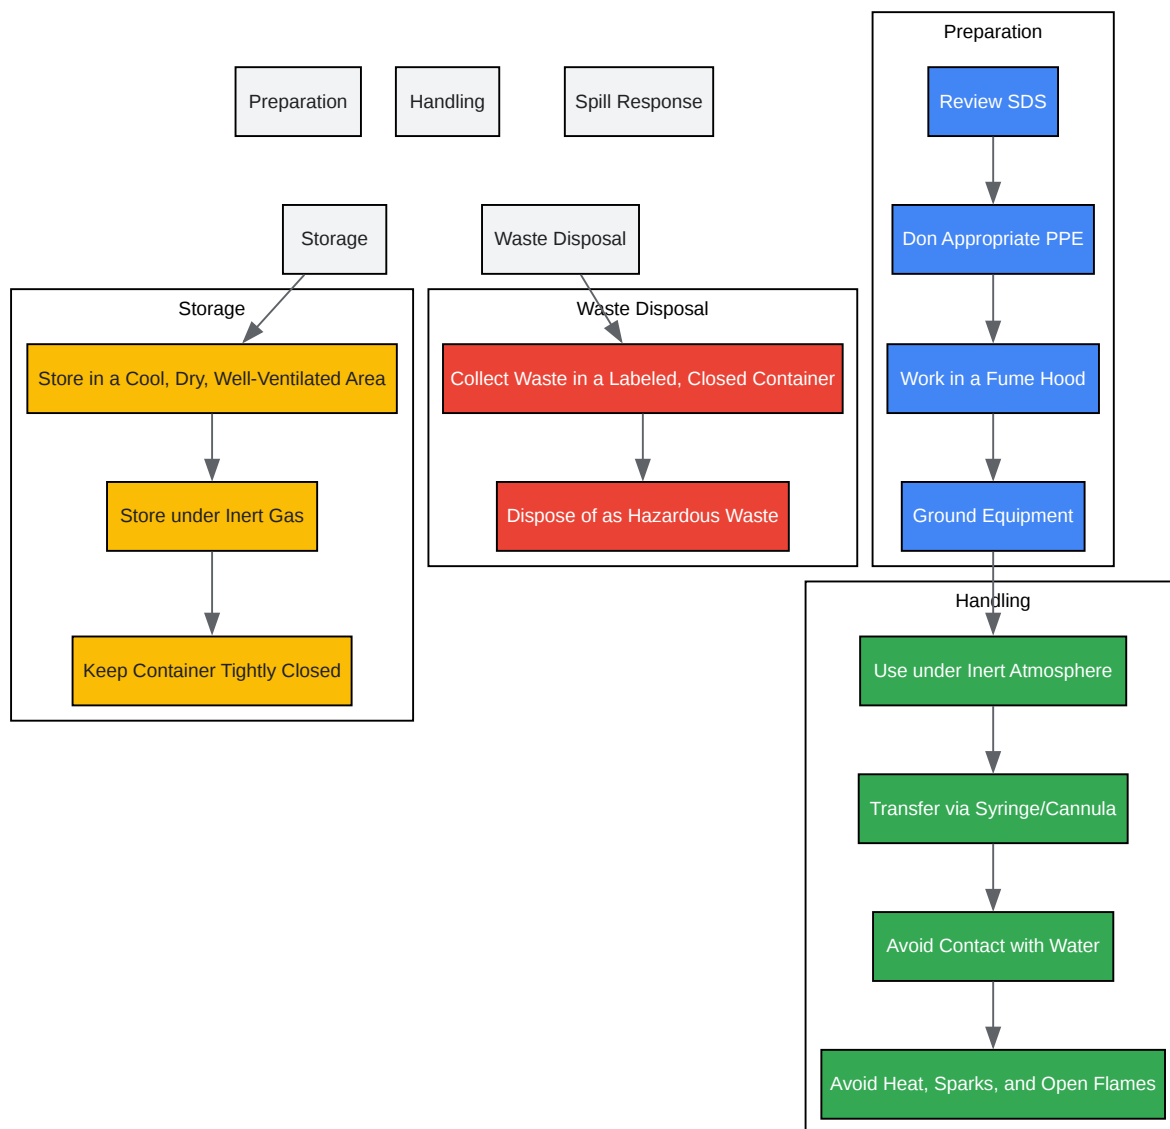 Preparation
Preparation
Handling
Spill Response
Review SDS
Storage
Waste Disposal
Don Appropriate PPE
Storage
Waste Disposal
Store in a Cool, Dry, Well-Ventilated Area
Collect Waste in a Labeled, Closed Container
Work in a Fume Hood
Store under Inert Gas
Dispose of as Hazardous Waste
Ground Equipment
Handling
Keep Container Tightly Closed
Use under Inert Atmosphere
Transfer via Syringe/Cannula
Avoid Contact with Water
Avoid Heat, Sparks, and Open Flames